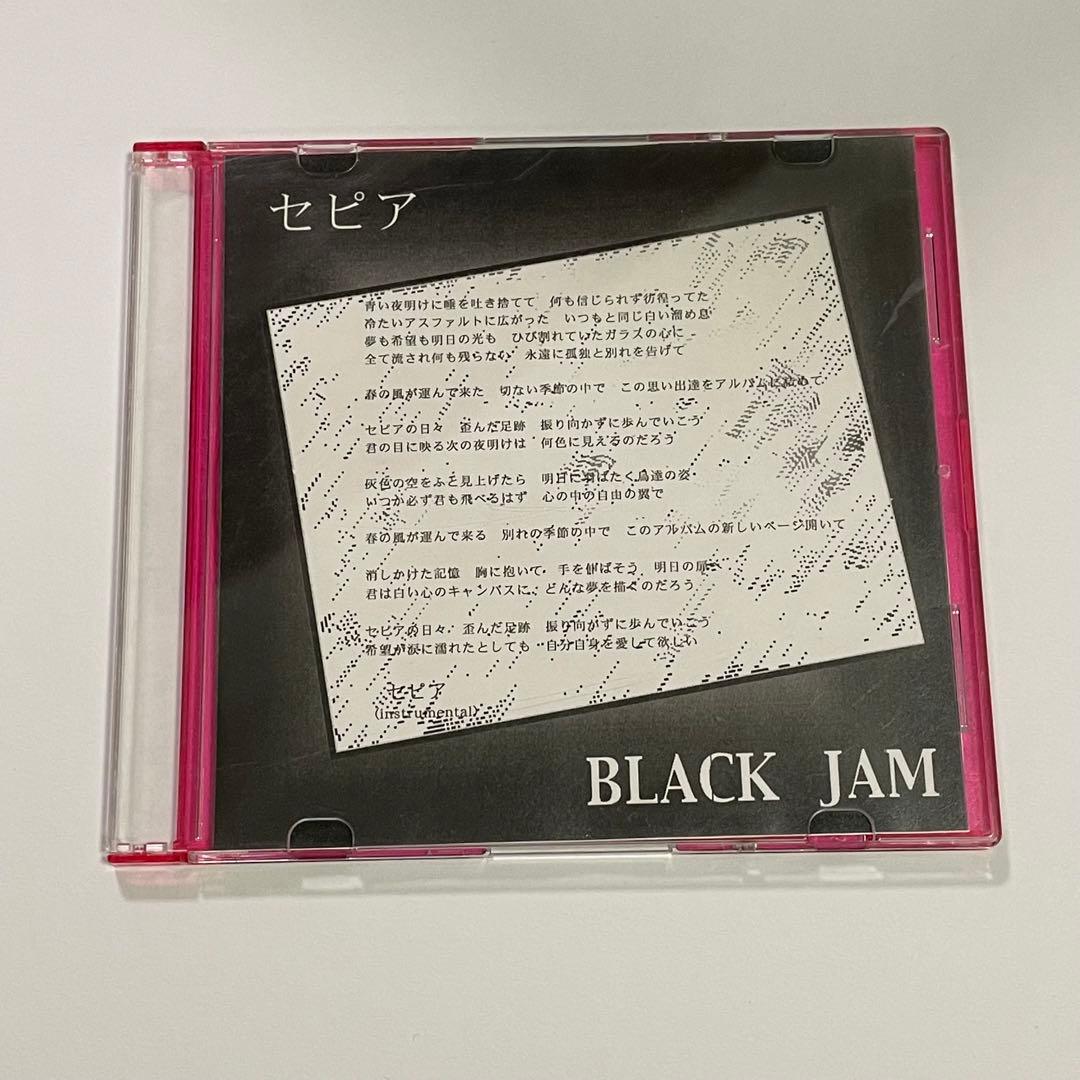 セピア
青い夜明けに唾を吐き捨てて　何も信じられず彷徨ってた
冷たいアスファルトに広がった　いつもと同じ白い溜め息
夢も希望も明日の光も　ひび割れていたガラスの心に
全て流され何も残らない　永遠に孤独と別れを告げて
春の風が運んで来た　切ない季節の中で　この思い出達をアルバムに
セピアの日々　歪んだ足跡　振り向かずに歩んでいこう
君の目に映る次の夜明けは　何色に見えるのだろう
灰色の空をふと見上げたら　明日に羽ばたく鳥達の姿
いつか必ず君も飛べるはず　心の中の自由の翼で
春の風が運んで来る　別れの季節の中で　このアルバムの新しいページ開いて
消しかけた記憶　胸に抱いて　手を伸ばそう　明日の扉へ
君は白い心のキャンバスに　どんな夢を描くのだろう
セピアの日々　歪んだ足跡　振り向かずに歩んでいこう
希望が涙に濡れたとしても　自分自身を愛して欲しい
セピア
(instrumental)
BLACK JAM